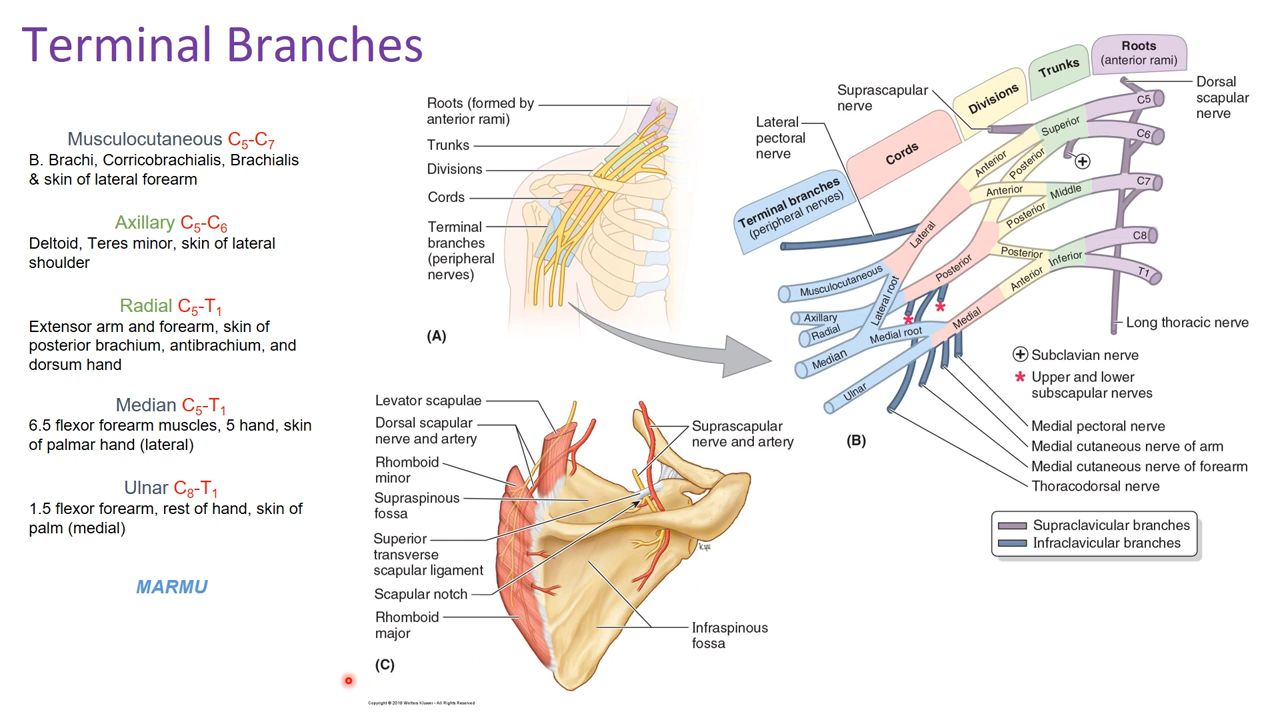 Terminal Branches
Musculocutaneous C5-C7
B. Brachi, Corricobrachialis, Brachialis
& skin of lateral forearm
Axillary C5-C6
Deltoid, Teres minor, skin of lateral
shoulder
Radial C5-T1
Extensor arm and forearm, skin of
posterior brachium, antibrachium, and
dorsum hand
Median C5-T1
6.5 flexor forearm muscles, 5 hand, skin
of palmar hand (lateral)
Ulnar C8-T1
1.5 flexor forearm, rest of hand, skin of
palm (medial)
MARMU
Roots (formed by
anterior rami)
Trunks
Divisions
Cords
Terminal
branches
(peripheral
nerves)
(A)
Roots
(anterior rami)
Trunks
Divisions
Cords
Terminal branches
(peripheral nerves)
Suprascapular
nerve
Lateral
pectoral
nerve
Dorsal
scapular
nerve
C5
C6
C7
C8
T1
Superior
Middle
Inferior
Anterior
Posterior
Anterior
Posterior
Posterior
Anterior
Lateral
Posterior
Medial
Lateral root
Medial root
Musculocutaneous
Axillary
Radial
Median
Ulnar
Long thoracic nerve
+ Subclavian nerve
* Upper and lower
subscapular nerves
Medial pectoral nerve
Medial cutaneous nerve of arm
Medial cutaneous nerve of forearm
Thoracodorsal nerve
(B)
Supraclavicular branches
Infraclavicular branches
Levator scapulae
Dorsal scapular
nerve and artery
Rhomboid
minor
Supraspinous
fossa
Superior
transverse
scapular ligament
Scapular notch
Rhomboid
major
Suprascapular
nerve and artery
Infraspinous
fossa
(C)
Copyright © 2018 Wolters Kluwer - All Rights Reserved